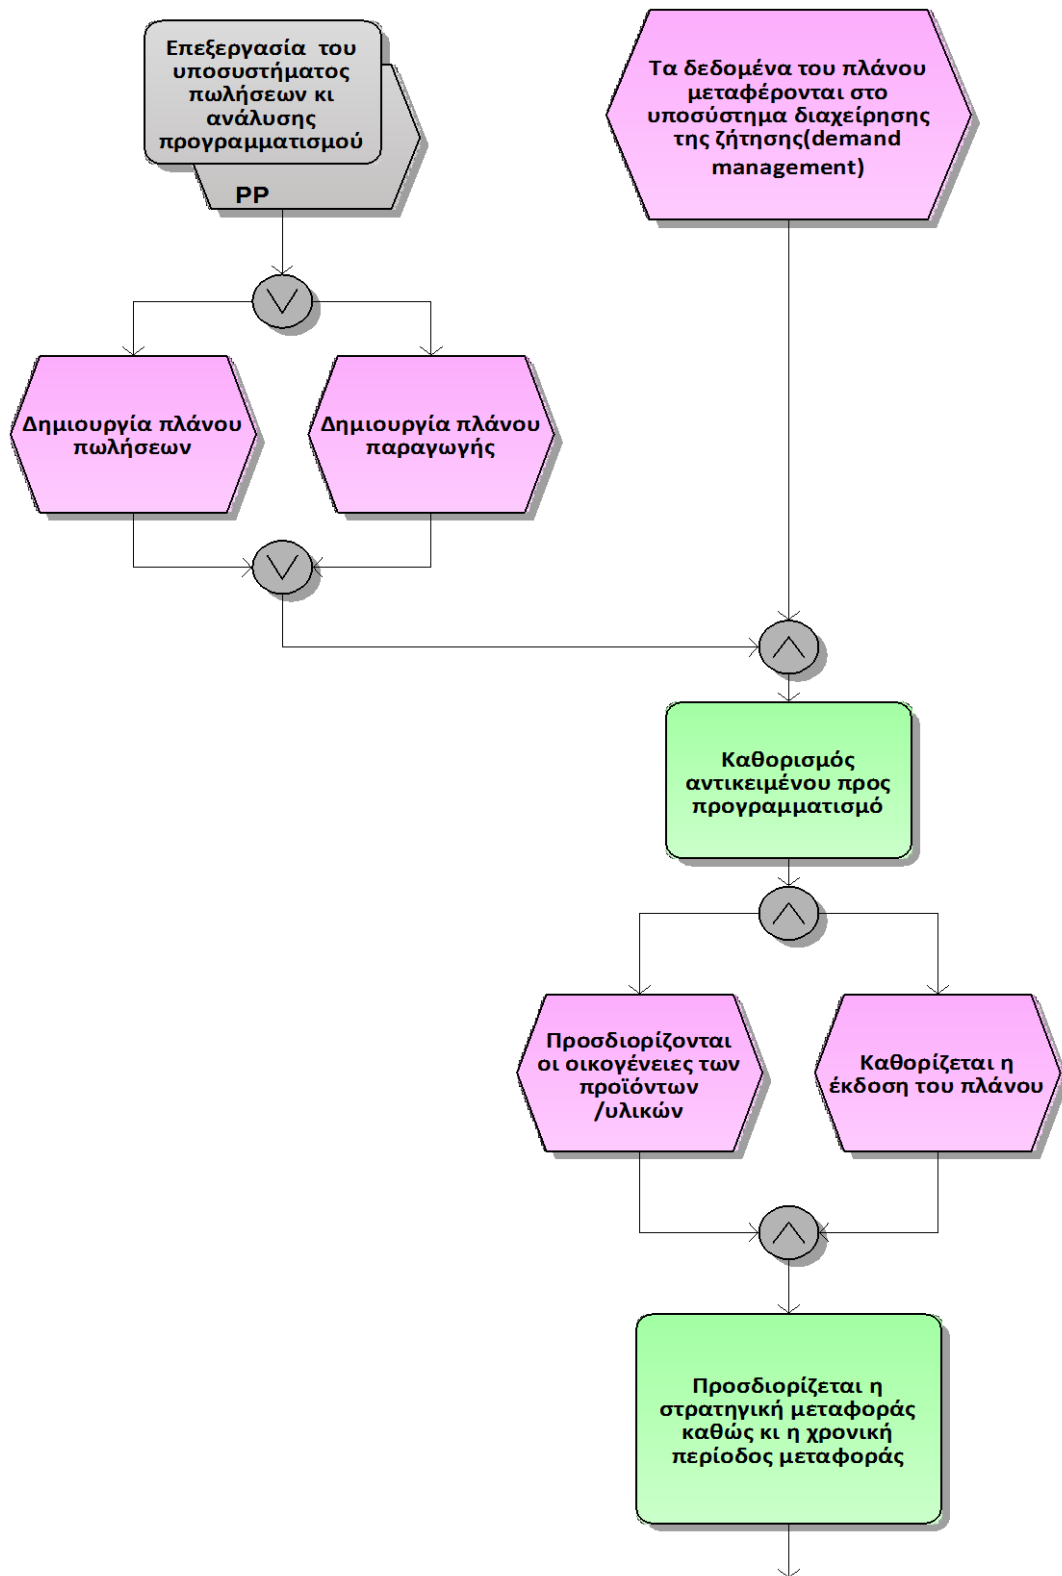 Επεξεργασία του
υποσυστήματος
πωλήσεων κι
ανάλυσης
προγραμματισμού
PP
Τα δεδομένα του πλάνου
μεταφέρονται στο
υποσύστημα διαχείρησης
της ζήτησης(demand
management)
Δημιουργία πλάνου
πωλήσεων
Δημιουργία πλάνου
παραγωγής
Καθορισμός
αντικειμένου προς
προγραμματισμό
Προσδιορίζονται
οι οικογένειες των
προϊόντων
/υλικών
Καθορίζεται η
έκδοση του πλάνου
Προσδιορίζεται η
στρατηγική μεταφοράς
καθώς κι η χρονική
περίοδος μεταφοράς